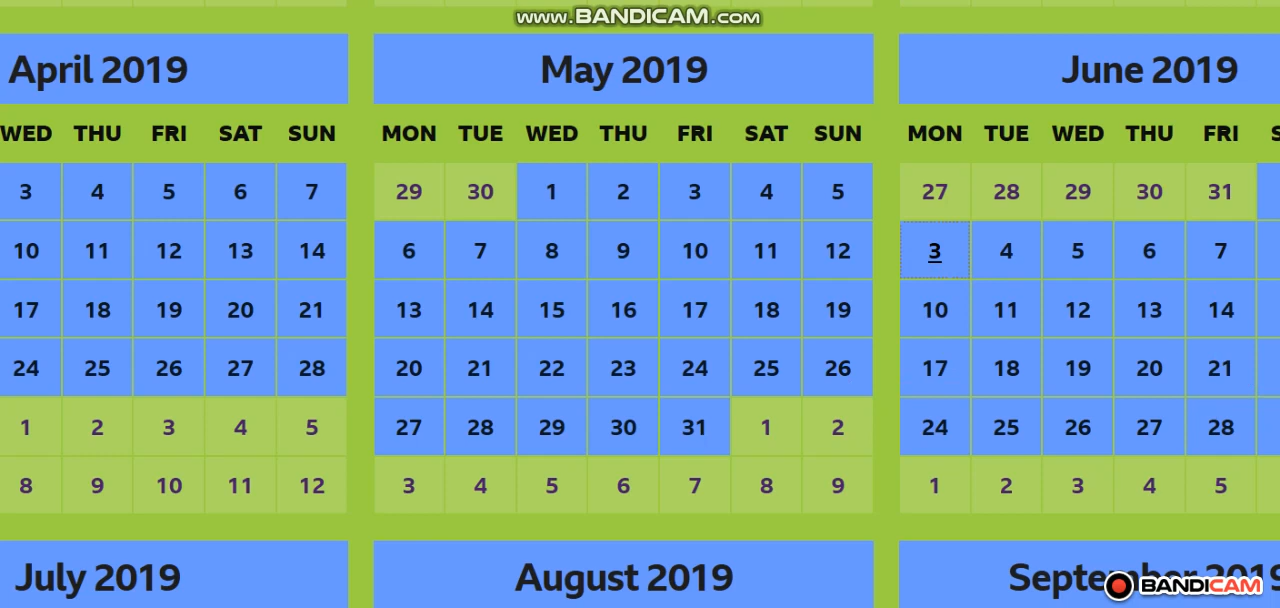 www.BANDICAM.com
April 2019 May 2019 June 2019
WED THU FRI SAT SUN MON TUE WED THU FRI SAT SUN MON TUE WED THU FRI
3 4 5 6 7 29 30 1 2 3 4 5 27 28 29 30 31
10 11 12 13 14 6 7 8 9 10 11 12 3 4 5 6 7
17 18 19 20 21 13 14 15 16 17 18 19 10 11 12 13 14
24 25 26 27 28 20 21 22 23 24 25 26 17 18 19 20 21
1 2 3 4 5 27 28 29 30 31 1 2 24 25 26 27 28
8 9 10 11 12 3 4 5 6 7 8 9 1 2 3 4 5
July 2019 August 2019 September 2019
BANDICAM